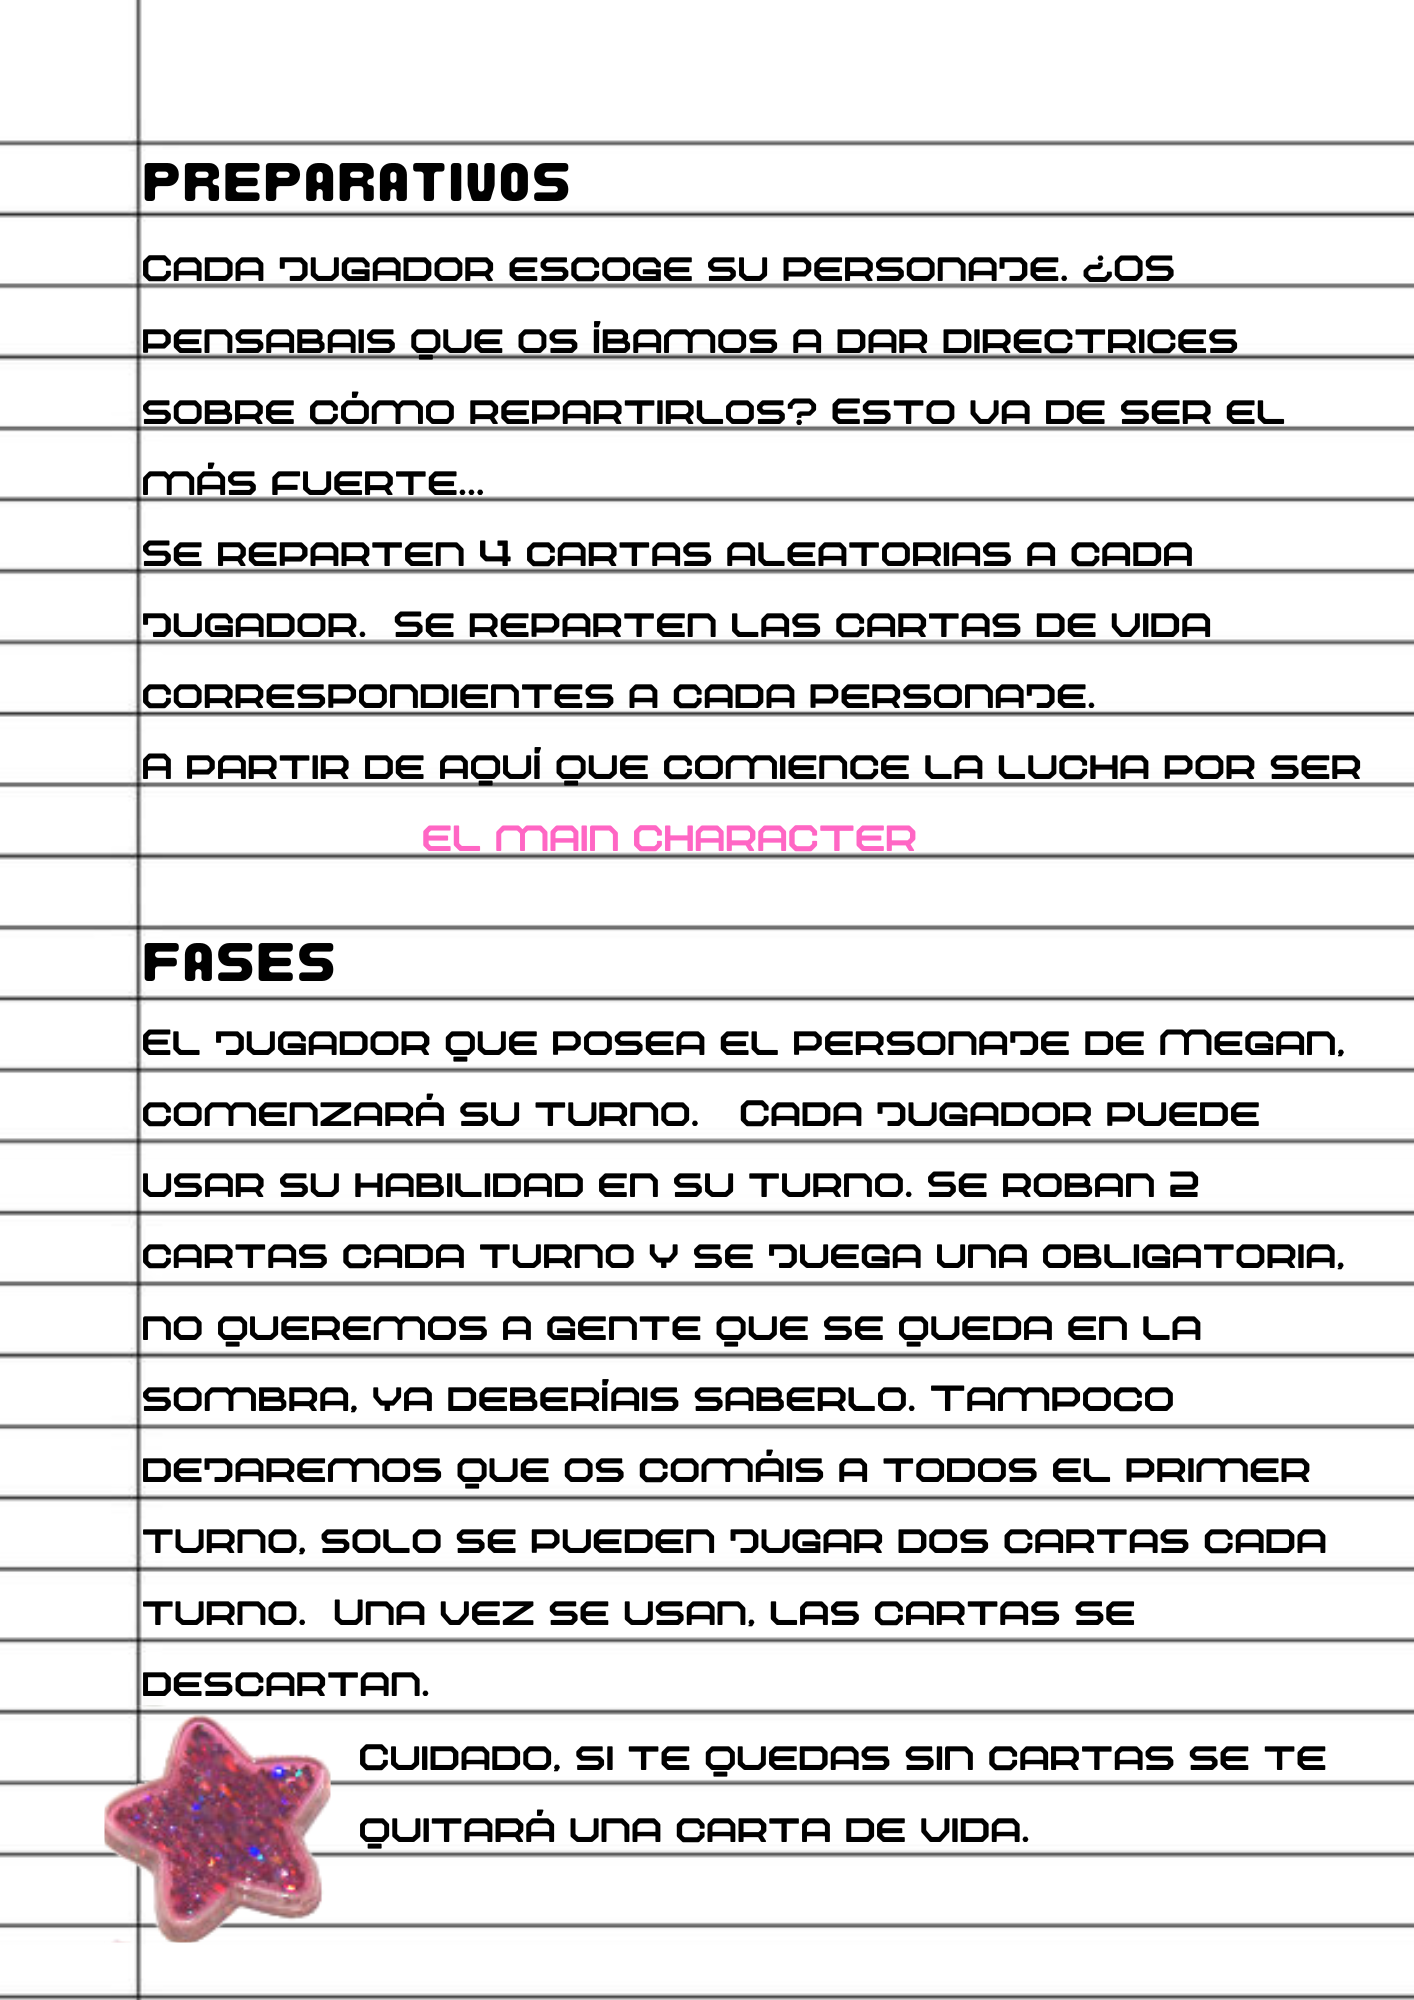 PREPARATIVOS
Cada jugador escoge su personaje. ¿Os
pensabais que os íbamos a dar directrices
sobre cómo repartirlos? Esto va de ser el
más fuerte...
Se reparten 4 cartas aleatorias a cada
jugador. Se reparten las cartas de vida
correspondientes a cada personaje.
A partir de aquí que comience la lucha por ser
el main character
FASES
El jugador que posea el personaje de Megan,
comenzará su turno. Cada jugador puede
usar su habilidad en su turno. Se roban 2
cartas cada turno y se juega una obligatoria,
no queremos a gente que se queda en la
sombra, ya deberíais saberlo. Tampoco
dejaremos que os comáis a todos el primer
turno, solo se pueden jugar dos cartas cada
turno. Una vez se usan, las cartas se
descartan.
Cuidado, si te quedas sin cartas se te
quitará una carta de vida.